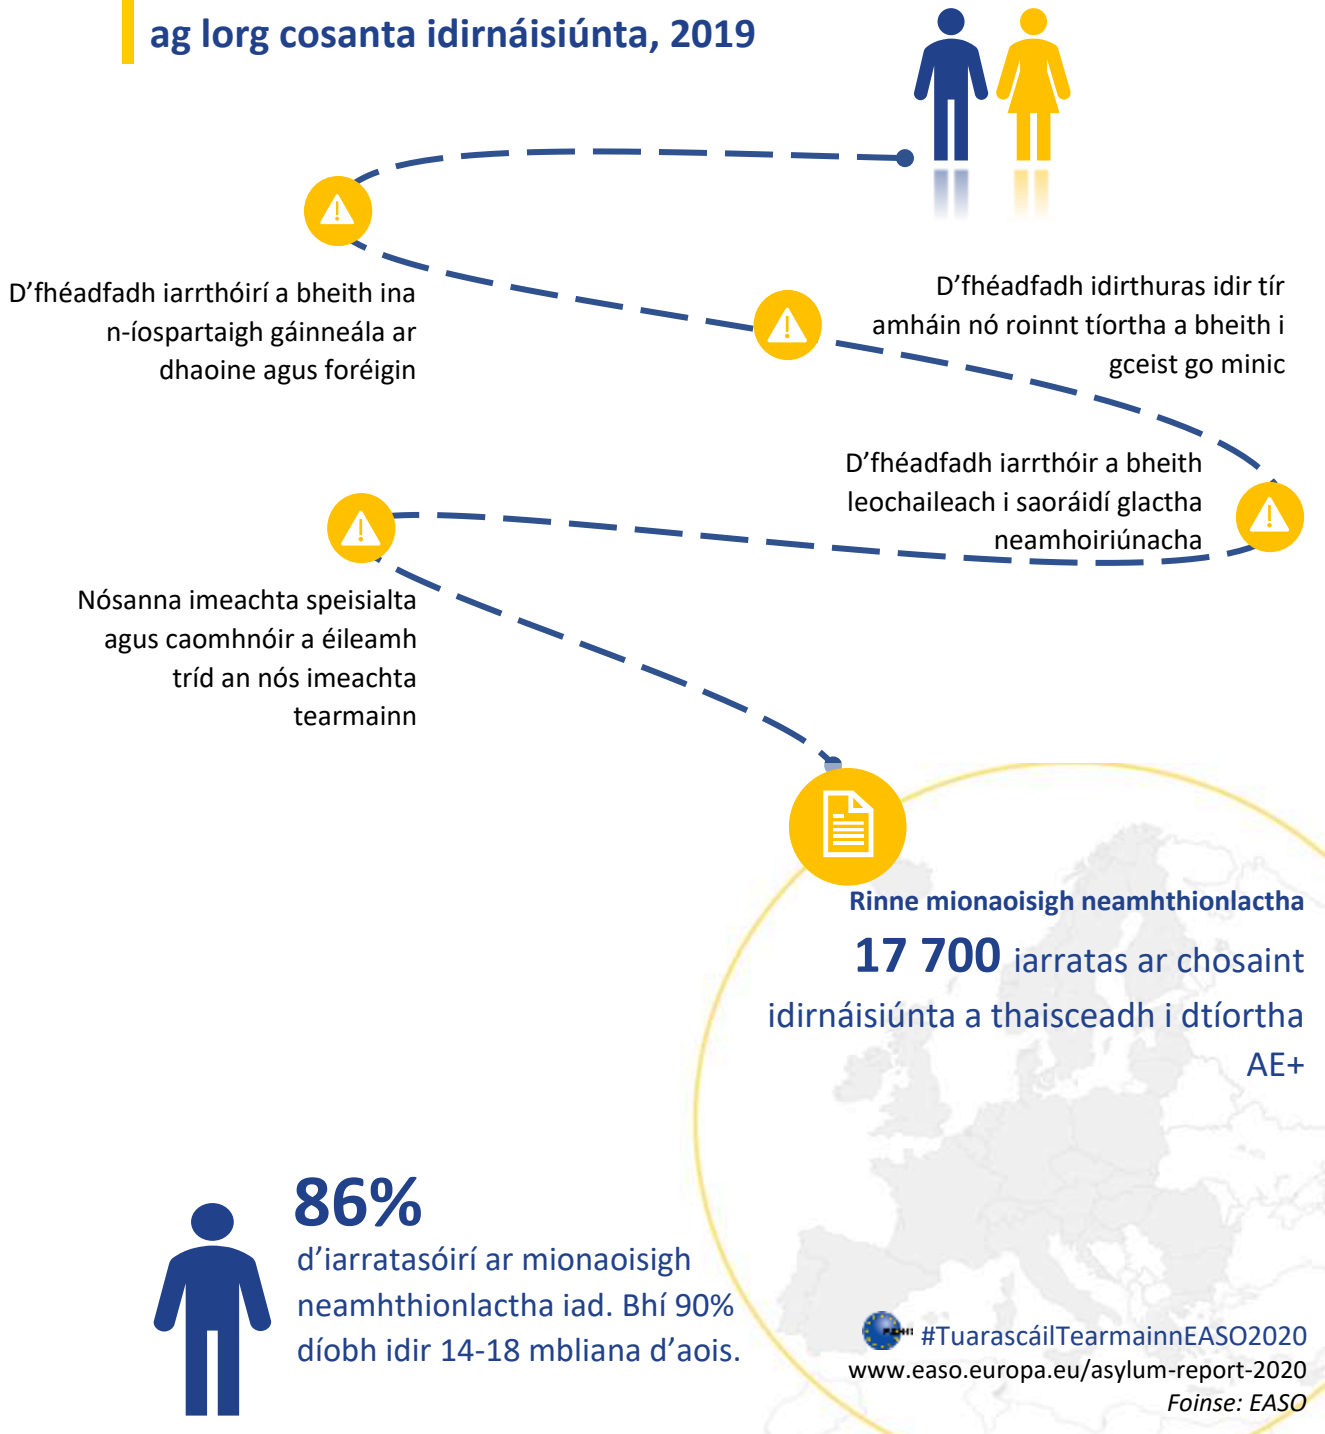 ag lorg cosanta idirnáisiúnta, 2019
D’fhéadfadh iarrthóirí a bheith ina
n-íospartaigh gáinneála ar
dhaoine agus foréigin
D’fhéadfadh idirthuras idir tír
amháin nó roinnt tíortha a bheith i
gceist go minic
D’fhéadfadh iarrthóir a bheith
leochaileach i saoráidí glactha
neamhoiriúnacha
Nósanna imeachta speisialta
agus caomhnóir a éileamh
tríd an nós imeachta
tearmainn
Rinne mionaoisigh neamhthionlactha
17 700 iarratas ar chosaint
idirnáisiúnta a thaisceadh i dtíortha
AE+
86%
d’iarratasóirí ar mionaoisigh
neamhthionlactha iad. Bhí 90%
díobh idir 14-18 mbliana d’aois.
#TuarascáilTearmainnEASO2020
www.easo.europa.eu/asylum-report-2020
Foinse: EASO